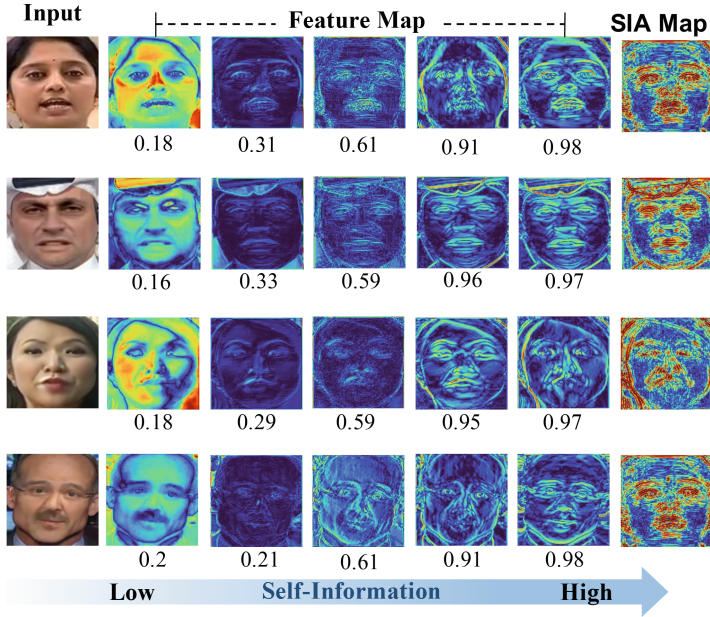 Input Feature Map SIA Map
0.18 0.31 0.61 0.91 0.98
0.16 0.33 0.59 0.96 0.97
0.18 0.29 0.59 0.95 0.97
0.2 0.21 0.61 0.91 0.98
Low Self-Information High